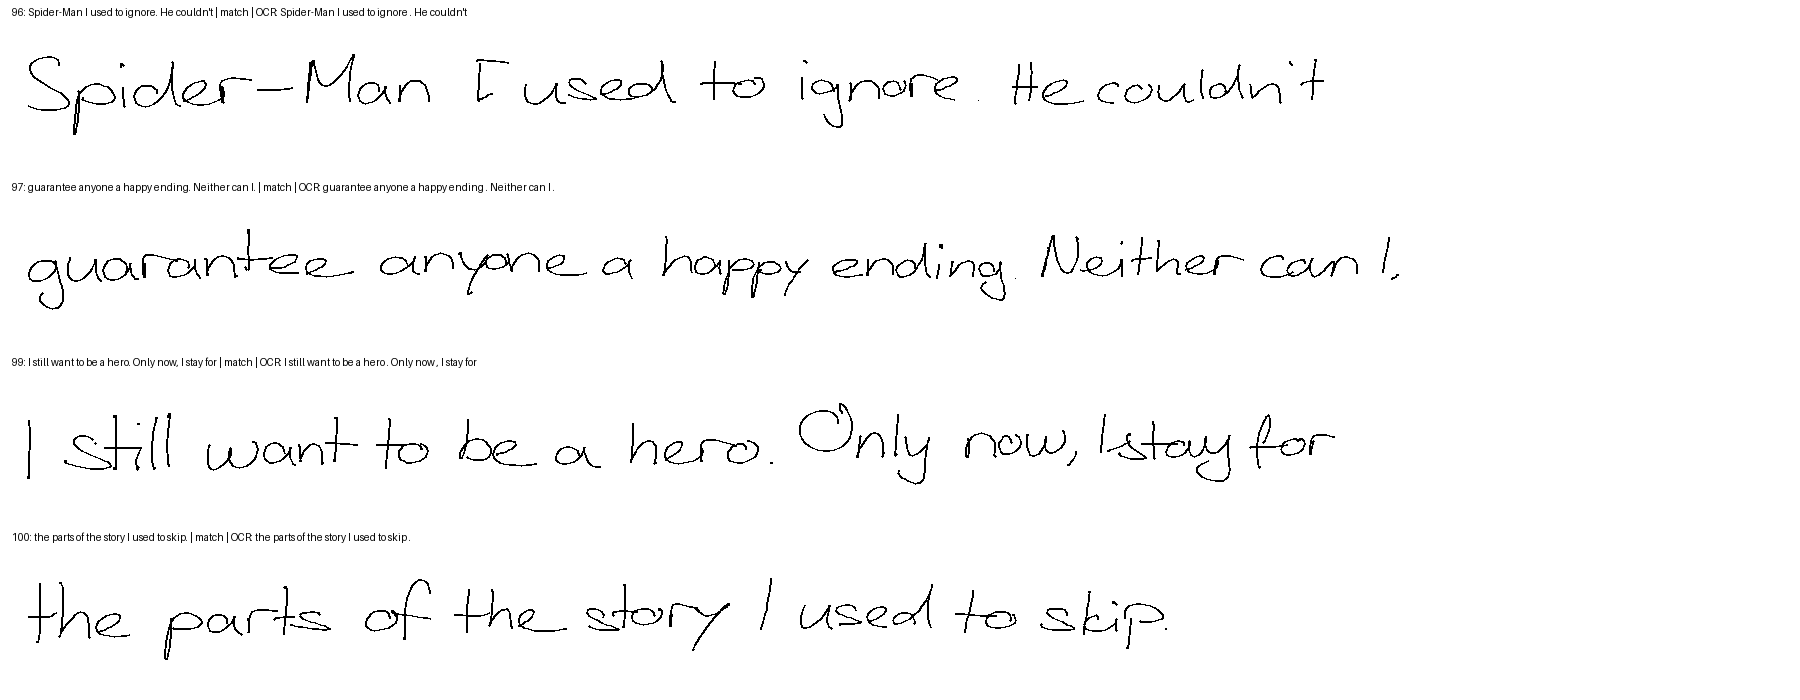 96: Spider-Man I used to ignore. He couldn't | match | OCR: Spider-Man I used to ignore . He couldn't
Spider-Man I used to ignore. He couldn't
97: guarantee anyone a happy ending. Neither can I. | match | OCR: guarantee anyone a happy ending . Neither can I .
guarantee anyone a happy ending. Neither can I.
99: I still want to be a hero. Only now, I stay for | match | OCR: I still want to be a hero . Only now , I stay for
I still want to be a hero. Only now, I stay for
100: the parts of the story I used to skip. | match | OCR: the parts of the story I used to skip .
the parts of the story I used to skip.